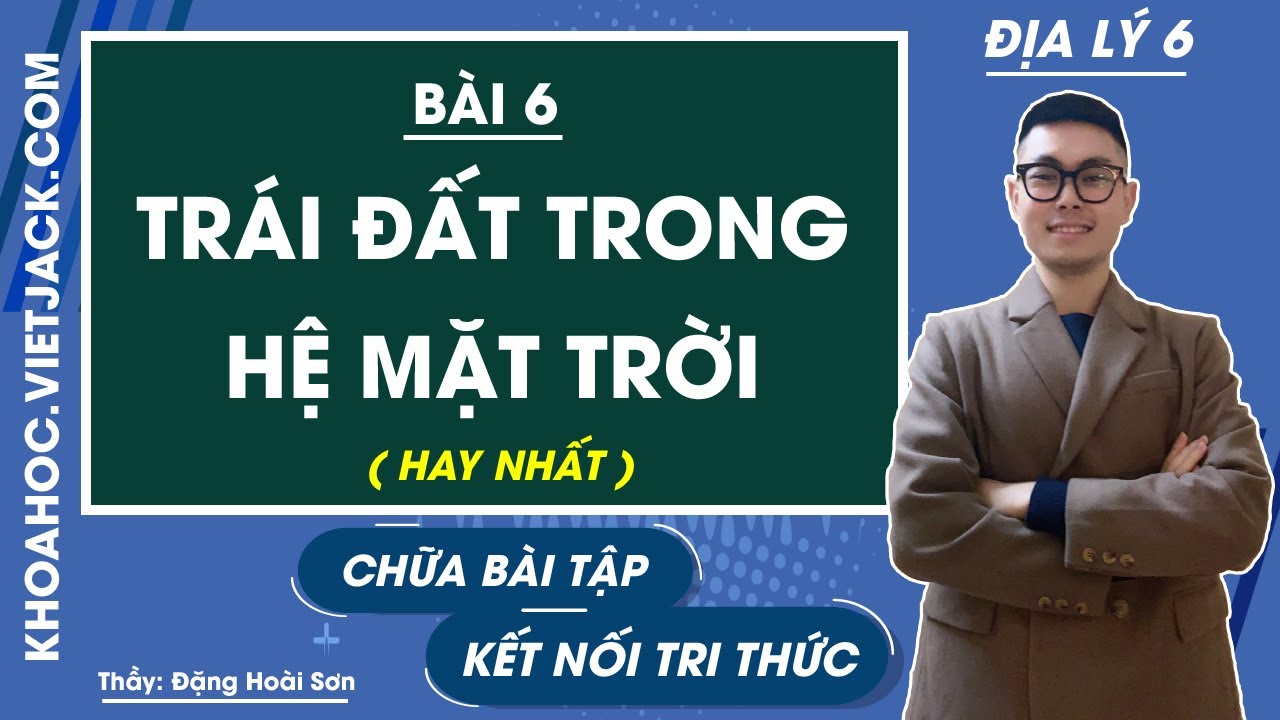 KHOAHOC.VIETJACK.COM
ĐỊA LÝ 6
BÀI 6
TRÁI ĐẤT TRONG
HỆ MẶT TRỜI
( HAY NHẤT )
CHỮA BÀI TẬP
KẾT NỐI TRI THỨC
Thầy: Đặng Hoài Sơn